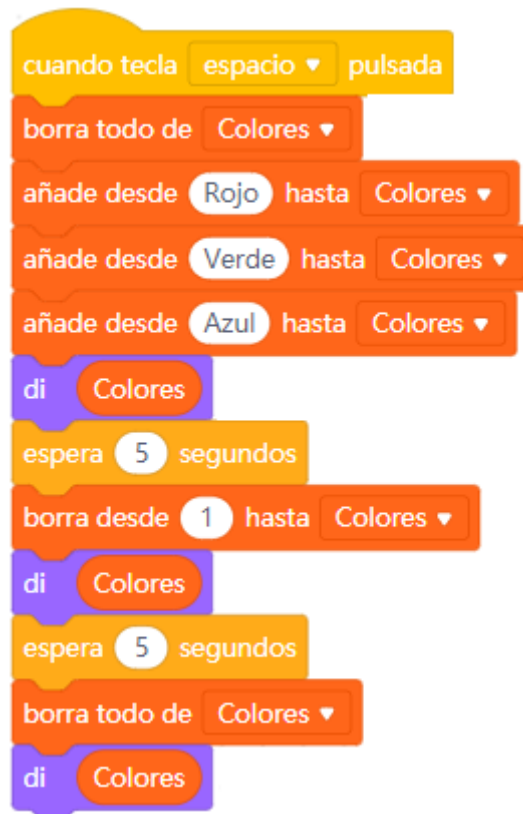 cuando tecla espacio pulsada
borra todo de Colores
añade desde Rojo hasta Colores
añade desde Verde hasta Colores
añade desde Azul hasta Colores
di Colores
espera 5 segundos
borra desde 1 hasta Colores
di Colores
espera 5 segundos
borra todo de Colores
di Colores